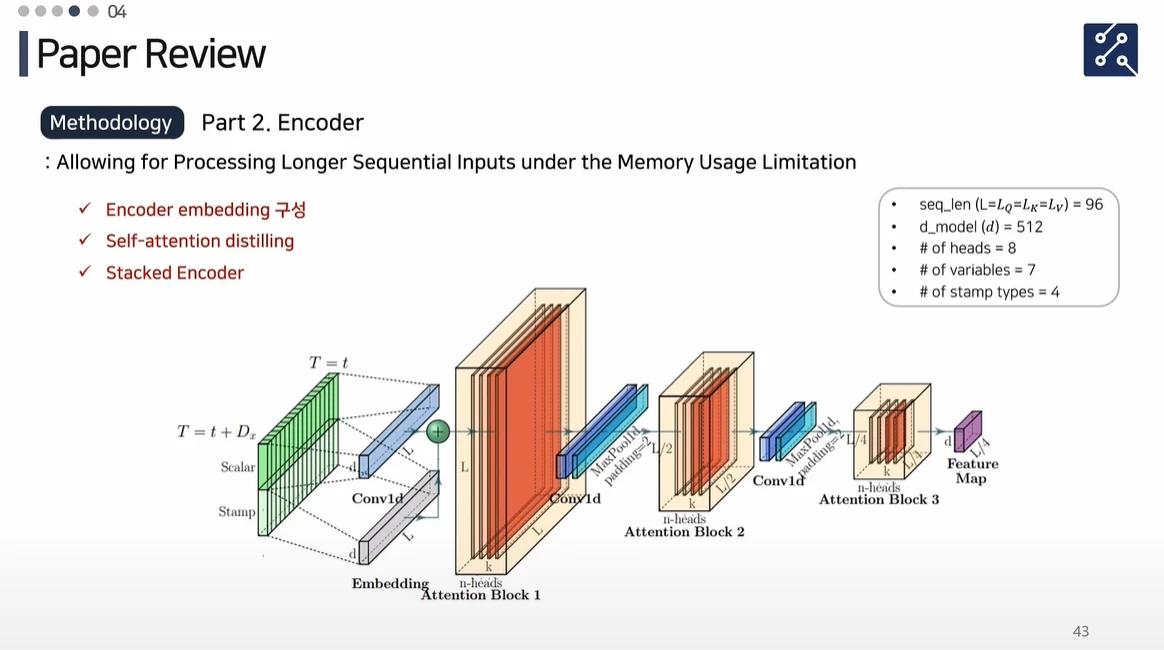 04
Paper Review
Methodology Part 2. Encoder
: Allowing for Processing Longer Sequential Inputs under the Memory Usage Limitation
✓ Encoder embedding 구성
✓ Self-attention distilling
✓ Stacked Encoder
• seq_len (L=L_Q=L_K=L_V) = 96
• d_model (d) = 512
• # of heads = 8
• # of variables = 7
• # of stamp types = 4
T = t
T = t + D_x
Scalar
Stamp
d
L
Conv1d
d
L
Embedding
+
L
L
k
n-heads
Attention Block 1
Conv1d
MaxPool1d,
padding=2
L/2
L/2
k
n-heads
Attention Block 2
Conv1d
MaxPool1d,
padding=2
L/4
L/4
k
n-heads
Attention Block 3
d
L/4
Feature
Map
43